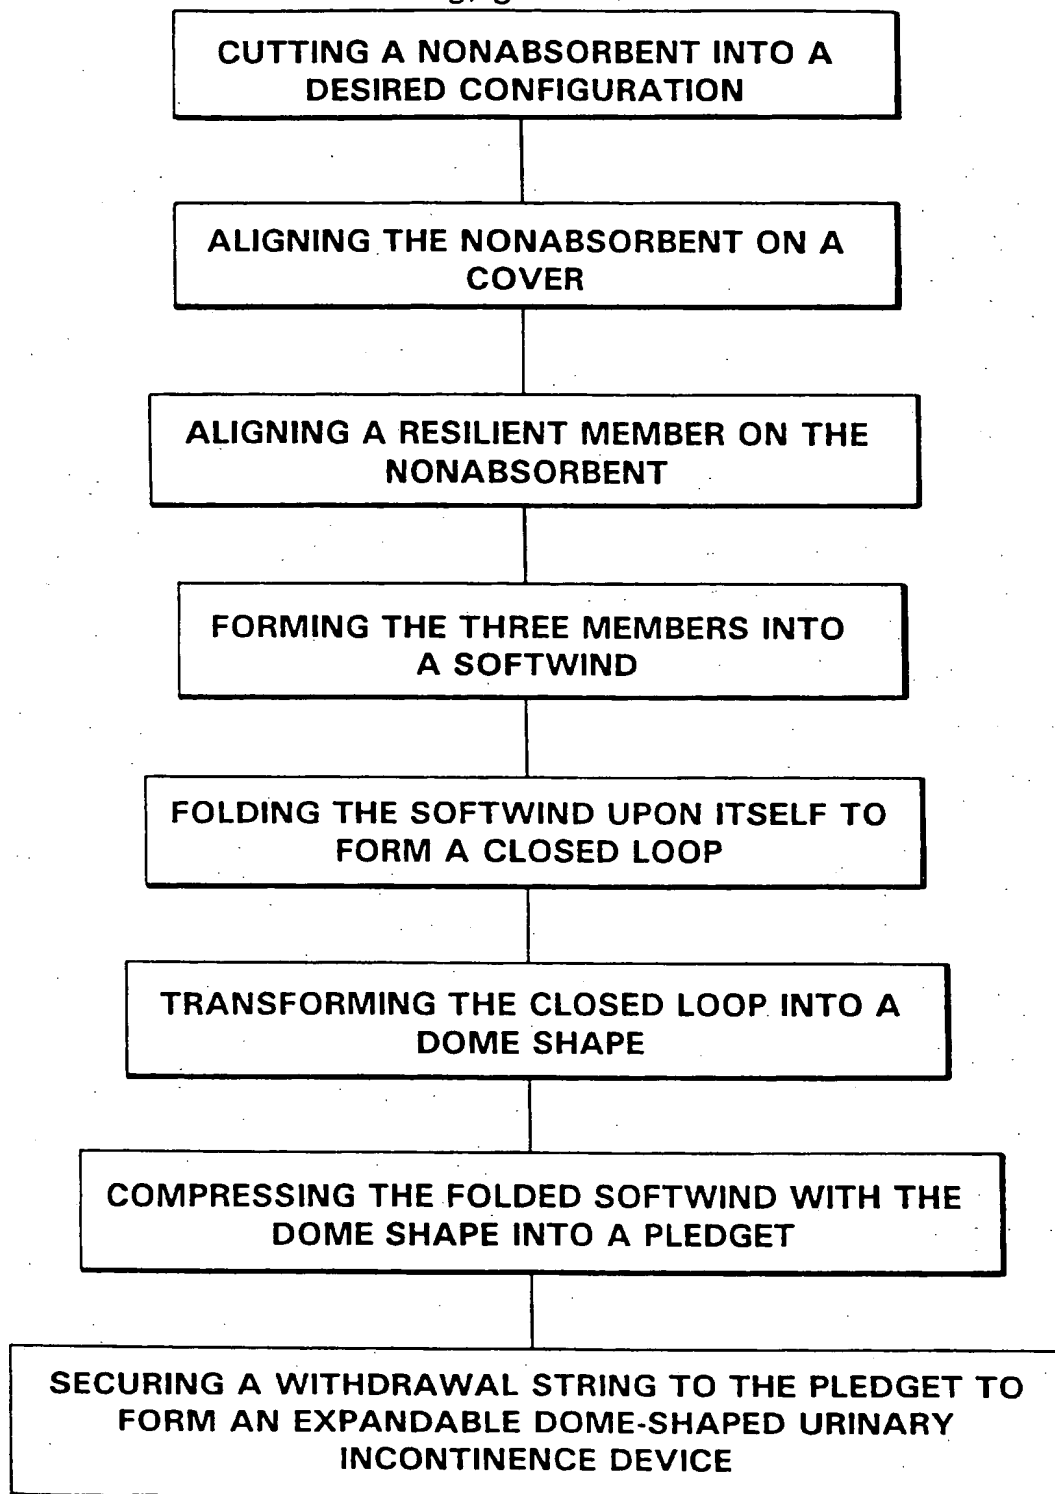 CUTTING A NONABSORBENT INTO A
DESIRED CONFIGURATION
ALIGNING THE NONABSORBENT ON A
COVER
ALIGNING A RESILIENT MEMBER ON THE
NONABSORBENT
FORMING THE THREE MEMBERS INTO
A SOFTWIND
FOLDING THE SOFTWIND UPON ITSELF TO
FORM A CLOSED LOOP
TRANSFORMING THE CLOSED LOOP INTO A
DOME SHAPE
COMPRESSING THE FOLDED SOFTWIND WITH THE
DOME SHAPE INTO A PLEDGET
SECURING A WITHDRAWAL STRING TO THE PLEDGET TO
FORM AN EXPANDABLE DOME-SHAPED URINARY
INCONTINENCE DEVICE